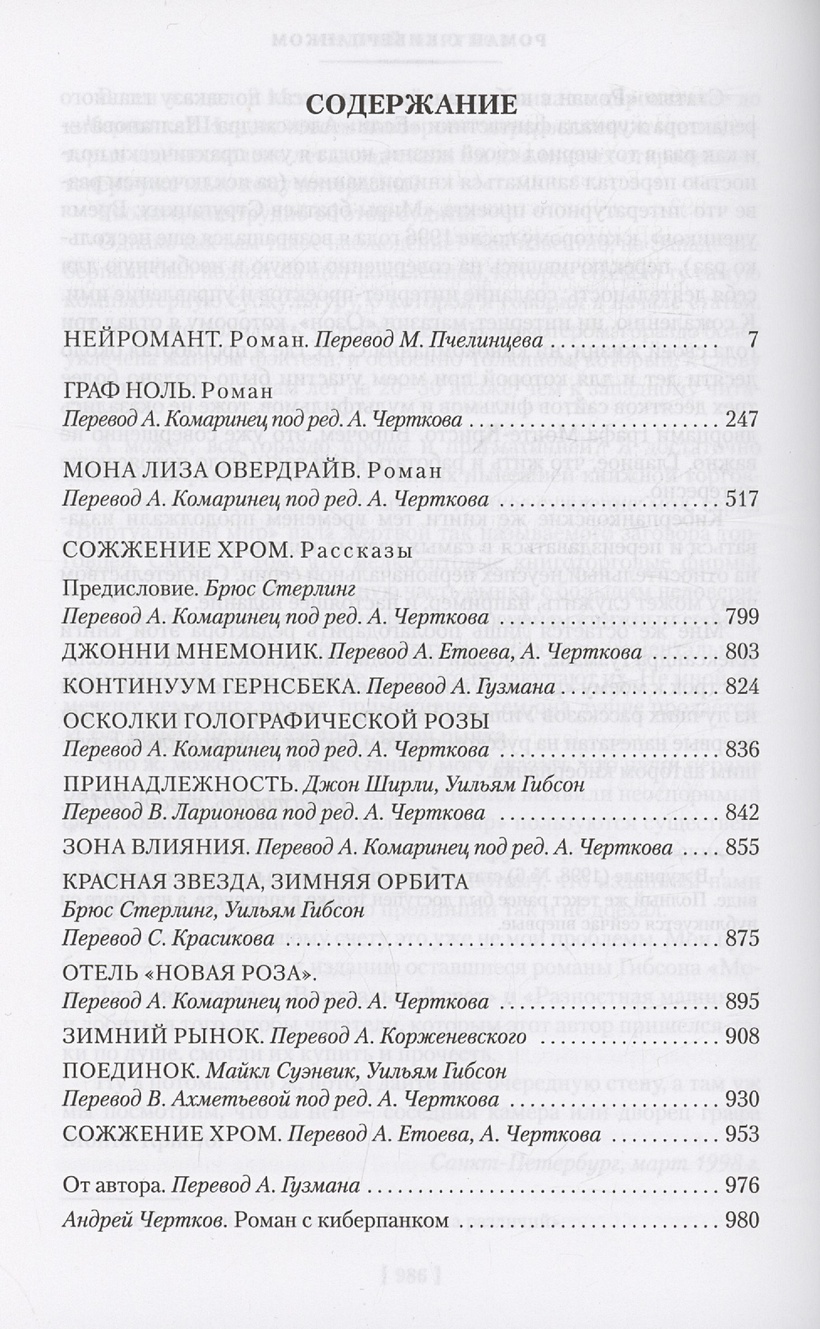 СОДЕРЖАНИЕ
НЕЙРОМАНТ. Роман. Перевод М. Пчелинцева ................ 7
ГРАФ НОЛЬ. Роман
Перевод А. Комаринец под ред. А. Черткова ................ 247
МОНА ЛИЗА ОВЕРДРАЙВ. Роман
Перевод А. Комаринец под ред. А. Черткова ................ 517
СОЖЖЕНИЕ ХРОМ. Рассказы
Предисловие. Брюс Стерлинг
Перевод А. Комаринец под ред. А. Черткова ................ 799
ДЖОННИ МНЕМОНИК. Перевод А. Етоева, А. Черткова ........ 803
КОНТИНУУМ ГЕРНСБЕКА. Перевод А. Гузмана ................ 824
ОСКОЛКИ ГОЛОГРАФИЧЕСКОЙ РОЗЫ
Перевод А. Комаринец под ред. А. Черткова ................ 836
ПРИНАДЛЕЖНОСТЬ. Джон Ширли, Уильям Гибсон
Перевод В. Ларионова под ред. А. Черткова ................ 842
ЗОНА ВЛИЯНИЯ. Перевод А. Комаринец под ред. А. Черткова .... 855
КРАСНАЯ ЗВЕЗДА, ЗИМНЯЯ ОРБИТА
Брюс Стерлинг, Уильям Гибсон
Перевод С. Красикова ................ 875
ОТЕЛЬ «НОВАЯ РОЗА».
Перевод А. Комаринец под ред. А. Черткова ................ 895
ЗИМНИЙ РЫНОК. Перевод А. Корженевского ................ 908
ПОЕДИНОК. Майкл Суэнвик, Уильям Гибсон
Перевод В. Ахметьевой под ред. А. Черткова ................ 930
СОЖЖЕНИЕ ХРОМ. Перевод А. Етоева, А. Черткова ........... 953
От автора. Перевод А. Гузмана ................ 976
Андрей Чертков. Роман с киберпанком ................ 980